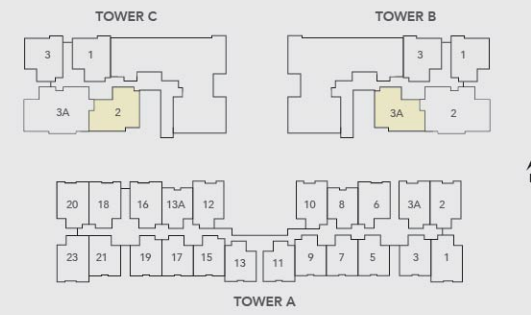 TOWER C TOWER B
3 1 3 1
3A 2 3A 2
20 18 16 13A 12 10 8 6 3A 2
23 21 19 17 15 13 11 9 7 5 3 1
TOWER A